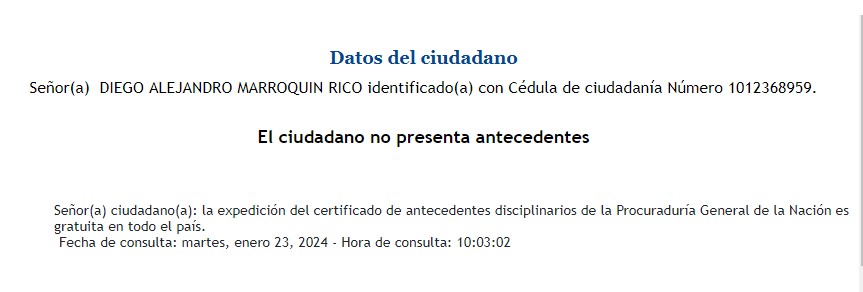 Datos del ciudadano
Señor(a) DIEGO ALEJANDRO MARROQUIN RICO identificado(a) con Cédula de ciudadanía Número 1012368959.
El ciudadano no presenta antecedentes
Señor(a) ciudadano(a): la expedición del certificado de antecedentes disciplinarios de la Procuraduría General de la Nación es
gratuita en todo el país.
Fecha de consulta: martes, enero 23, 2024 - Hora de consulta: 10:03:02